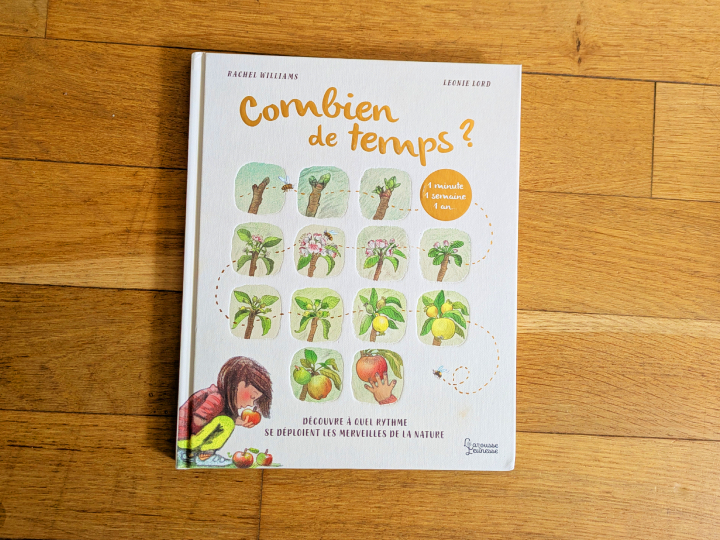 RACHEL WILLIAMS
LEONIE LORD
Combien
de temps ?
1 minute
1 semaine
1 an...
DÉCOUVRE À QUEL RYTHME
SE DÉPLOIENT LES MERVEILLES DE LA NATURE
Larousse
Jeunesse